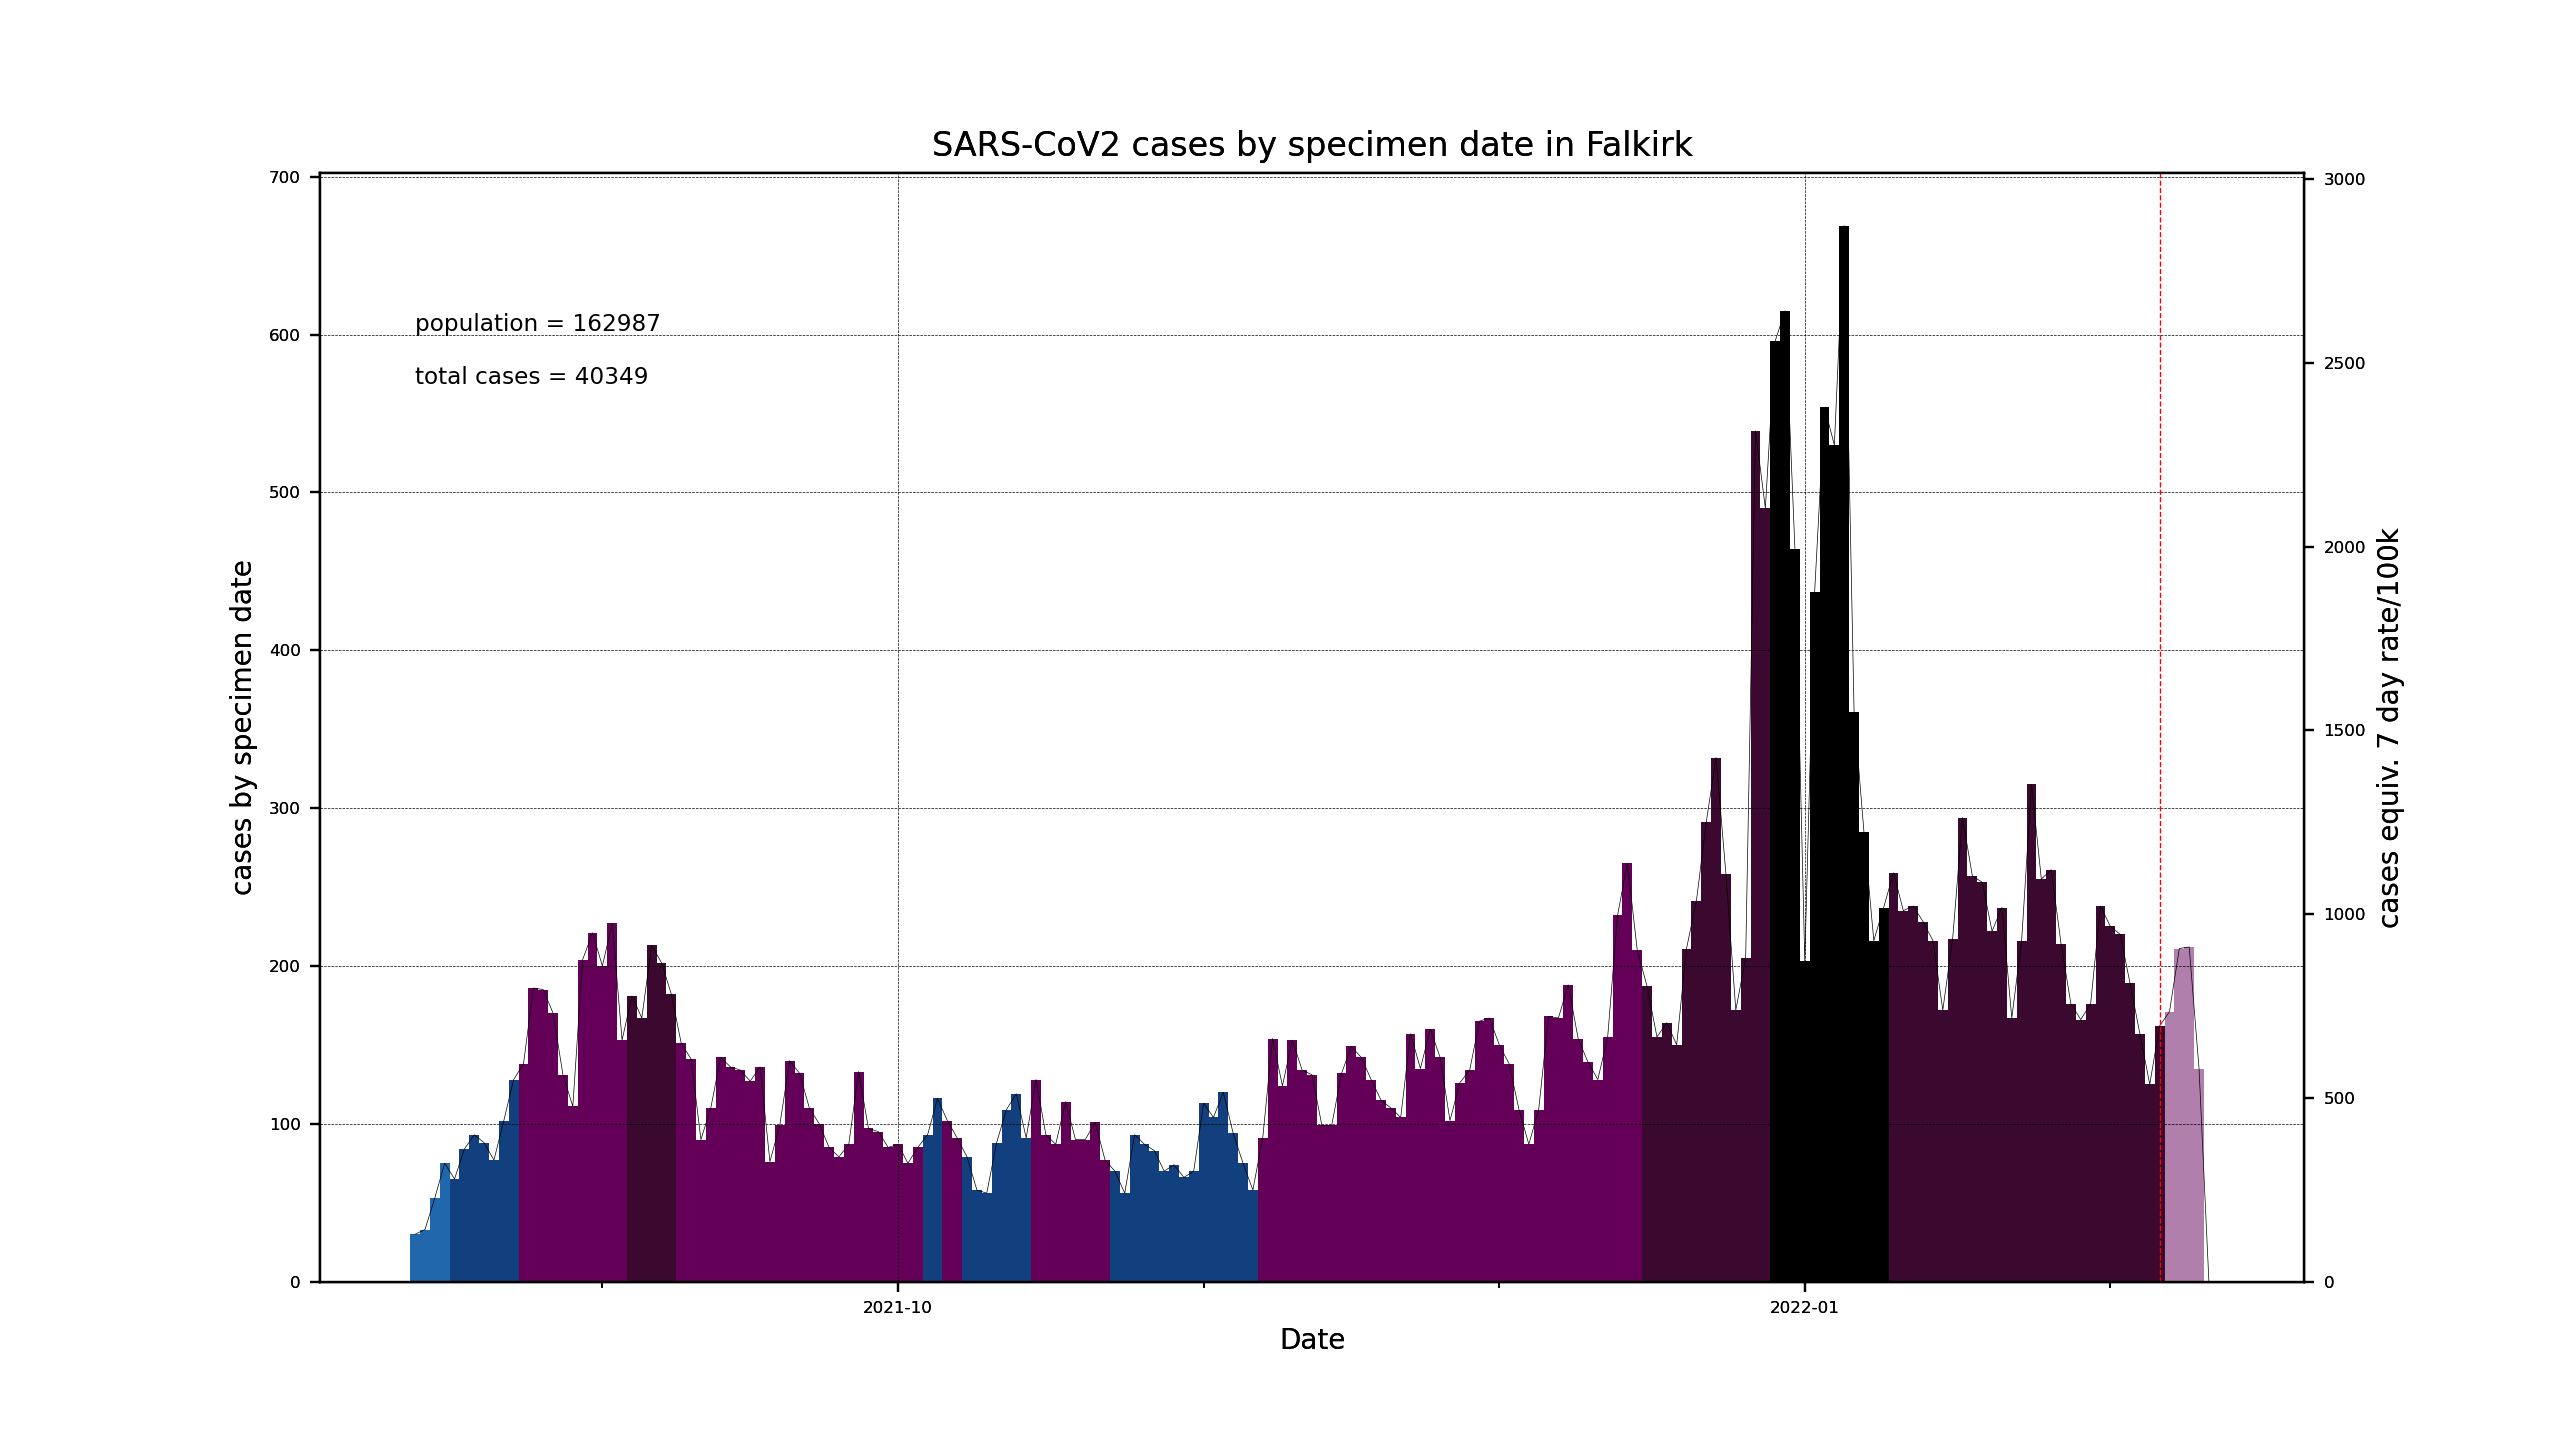 SARS-CoV2 cases by specimen date in Falkirk
700
600
500
400
300
200
100
0
cases by specimen date
population = 162987
total cases = 40349
3000
2500
2000
1500
1000
500
0
cases equiv. 7 day rate/100k
2021-10
2022-01
Date